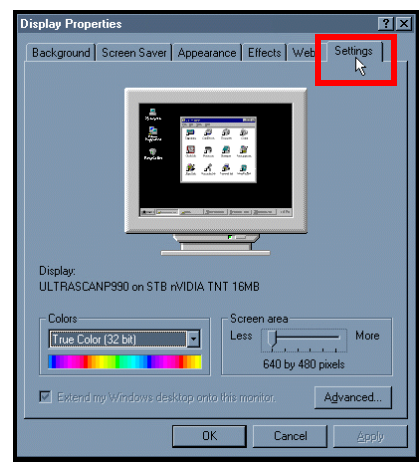 Display Properties
Background Screen Saver Appearance Effects Web Settings
Display:
ULTRASCANP990 on STB nVIDIA TNT 16MB
Colors
True Color (32 bit)
Screen area
Less More
640 by 480 pixels
Extend my Windows desktop onto this monitor.
Advanced...
OK Cancel Apply